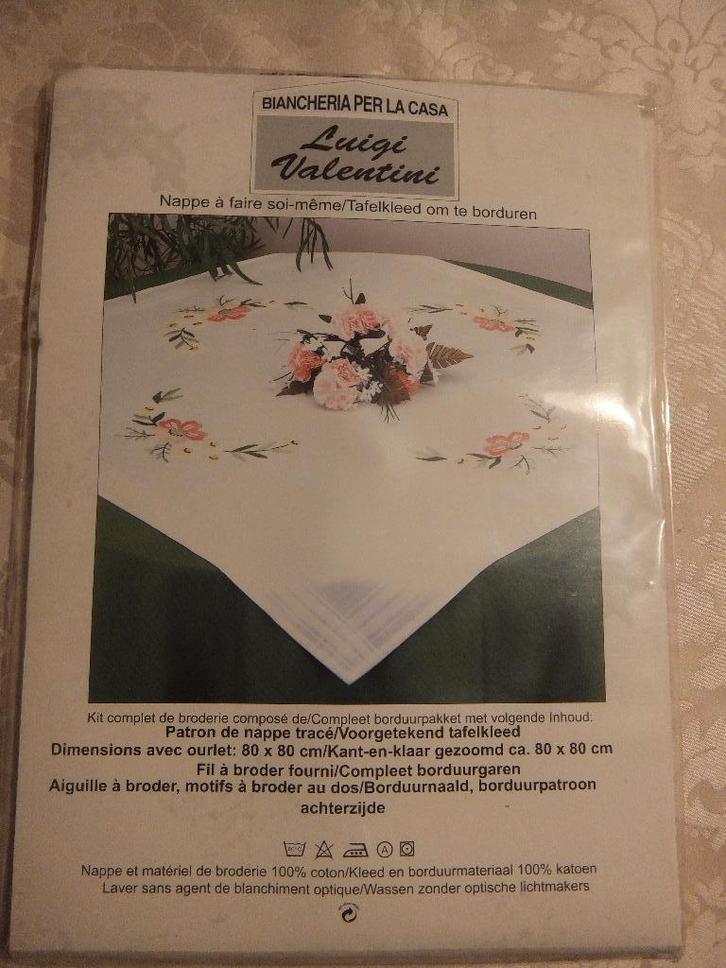 BIANCHERIA PER LA CASA
Luigi
Valentini
Nappe à faire soi-même/Tafelkleed om te borduren
Kit complet de broderie composé de/Compleet borduurpakket met volgende Inhoud:
Patron de nappe tracé/Voorgetekend tafelkleed
Dimensions avec ourlet: 80 x 80 cm/Kant-en-klaar gezoomd ca. 80 x 80 cm
Fil à broder fourni/Compleet borduurgaren
Aiguille à broder, motifs à broder au dos/Borduurnaald, borduurpatroon
achterzijde
A
Nappe et matériel de broderie 100% coton/Kleed en borduurmateriaal 100% katoen
Laver sans agent de blanchiment optique/Wassen zonder optische lichtmakers